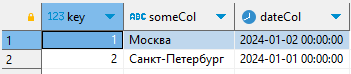 123 key ABC someCol dateCol
1 1 Москва 2024-01-02 00:00:00
2 2 Санкт-Петербург 2024-01-01 00:00:00